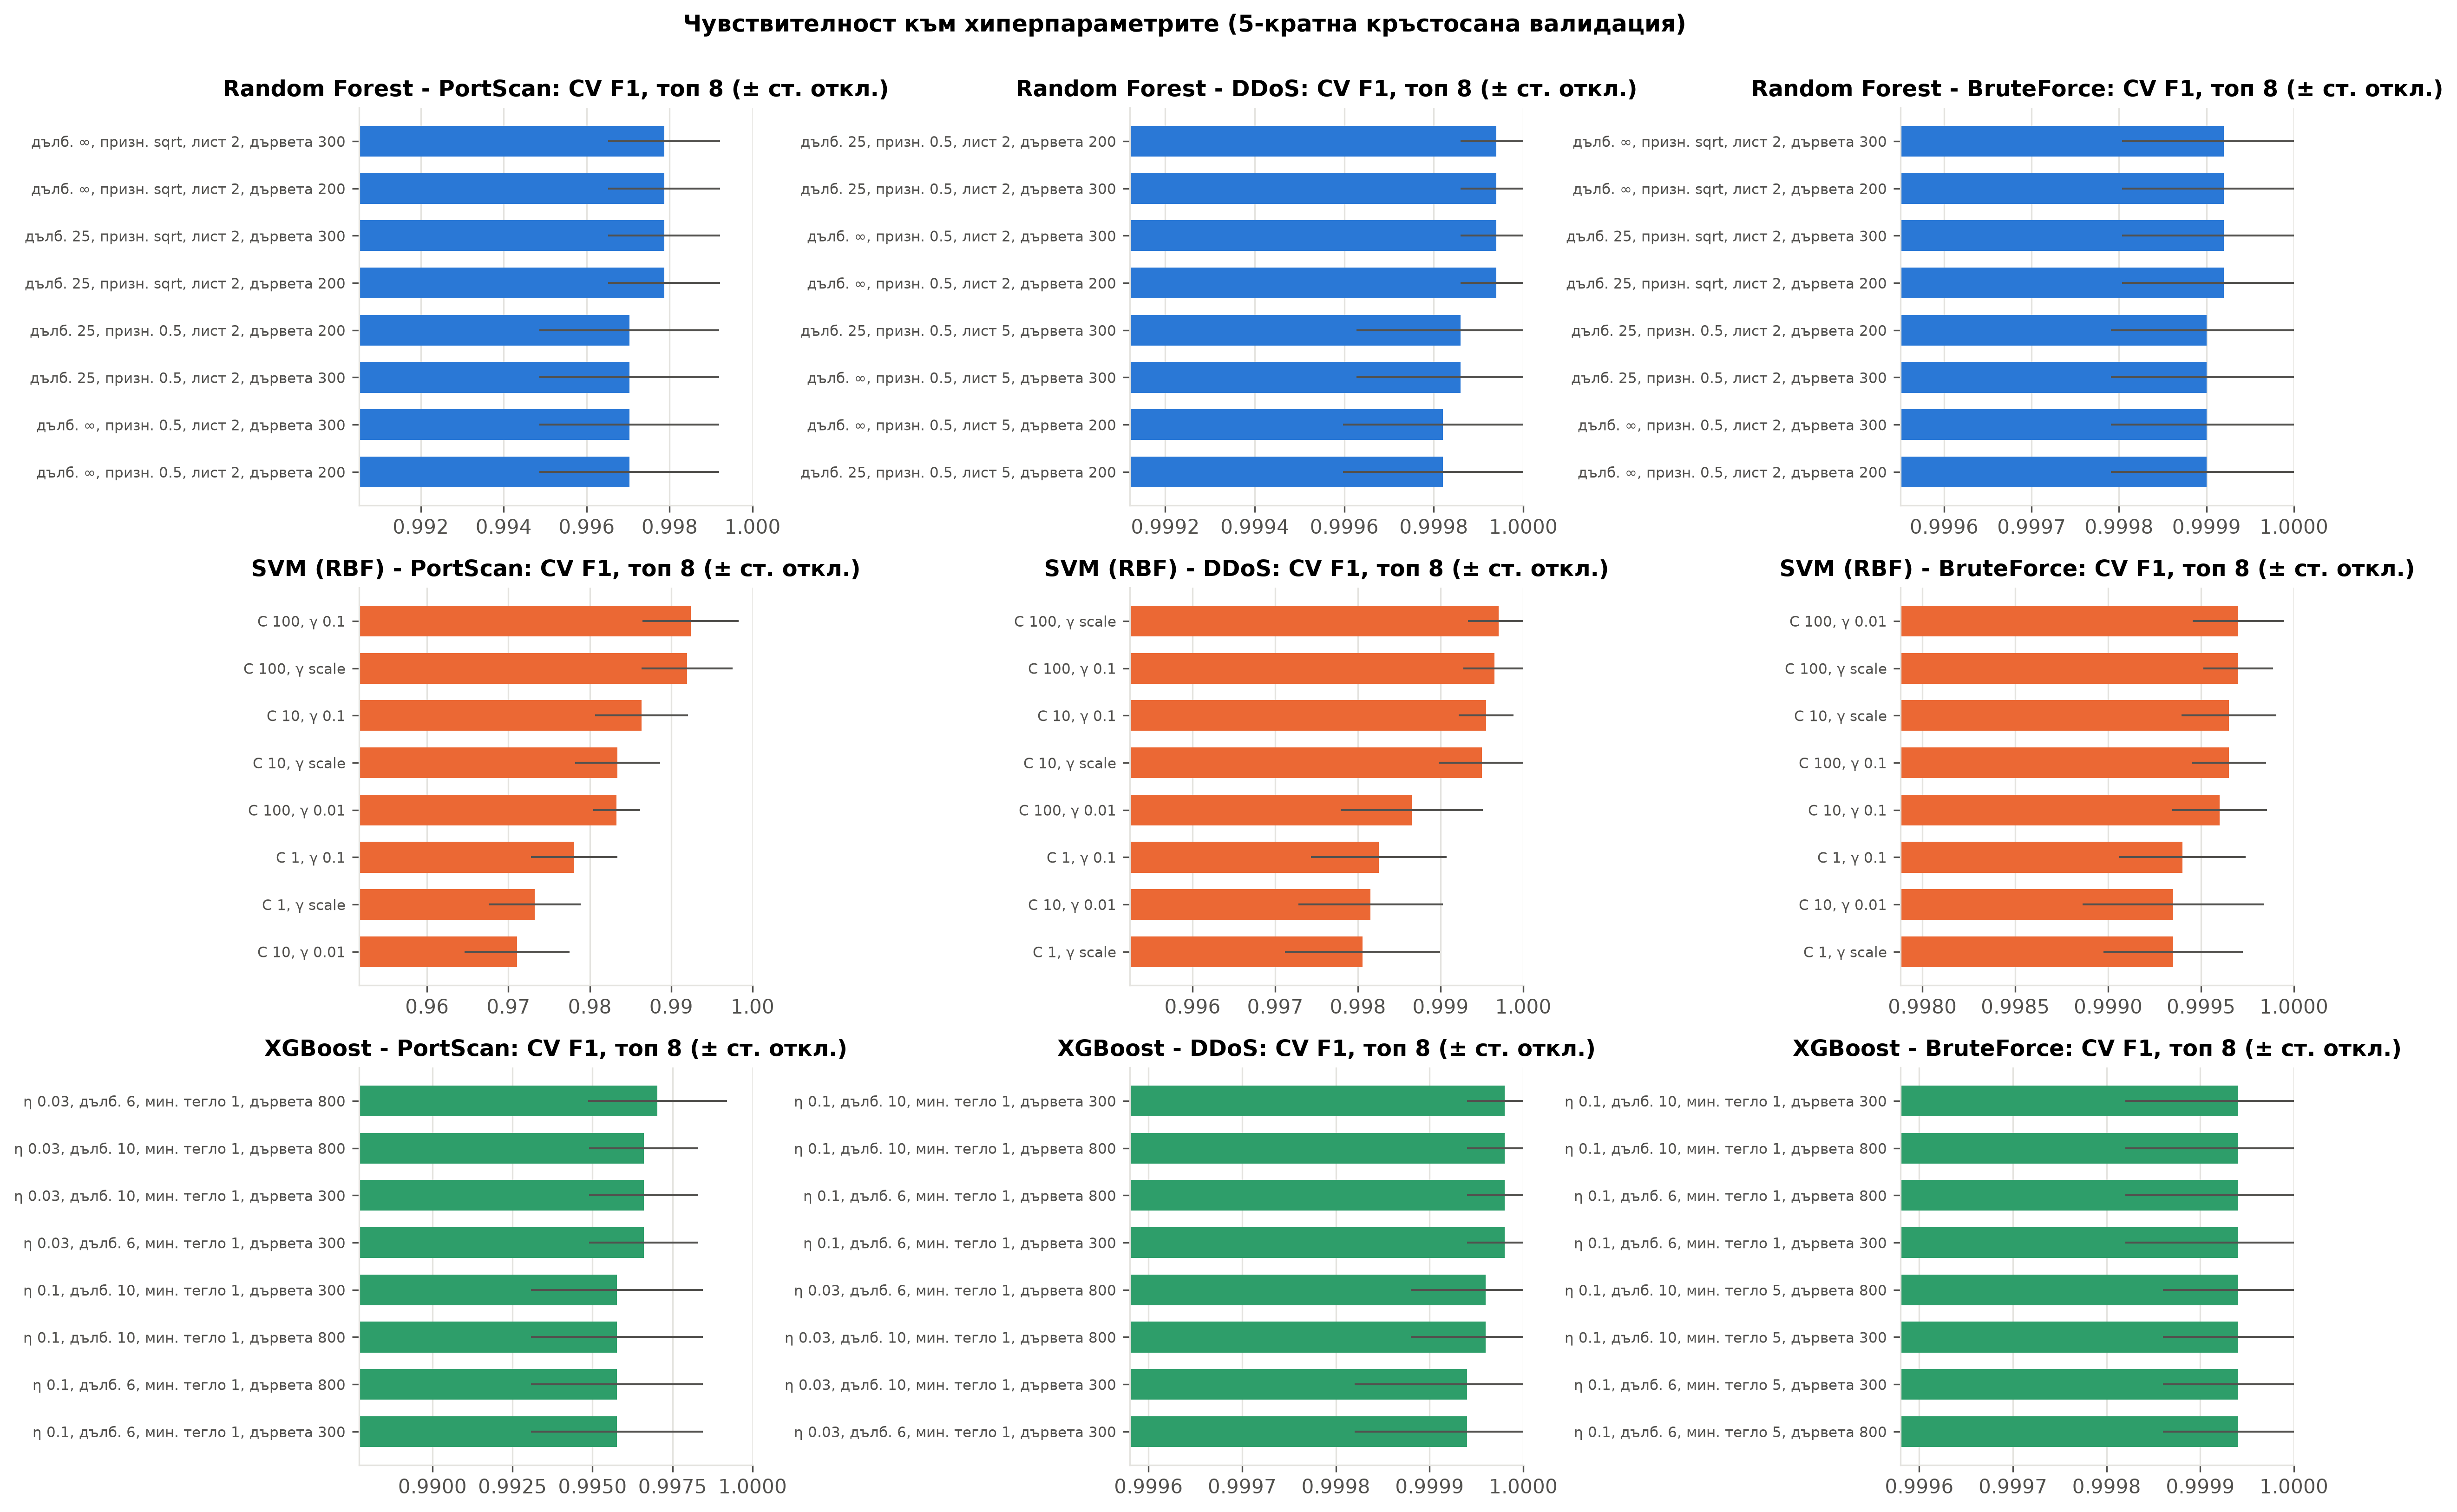 Чувствителност към хиперпараметрите (5-кратна кръстосана валидация)
Random Forest - PortScan: CV F1, топ 8 (± ст. откл.)
дълб. ∞, призн. sqrt, лист 2, дървета 300
дълб. ∞, призн. sqrt, лист 2, дървета 200
дълб. 25, призн. sqrt, лист 2, дървета 300
дълб. 25, призн. sqrt, лист 2, дървета 200
дълб. 25, призн. 0.5, лист 2, дървета 200
дълб. 25, призн. 0.5, лист 2, дървета 300
дълб. ∞, призн. 0.5, лист 2, дървета 300
дълб. ∞, призн. 0.5, лист 2, дървета 200
0.992 0.994 0.996 0.998 1.000
Random Forest - DDoS: CV F1, топ 8 (± ст. откл.)
дълб. 25, призн. 0.5, лист 2, дървета 200
дълб. 25, призн. 0.5, лист 2, дървета 300
дълб. ∞, призн. 0.5, лист 2, дървета 300
дълб. ∞, призн. 0.5, лист 2, дървета 200
дълб. 25, призн. 0.5, лист 5, дървета 300
дълб. ∞, призн. 0.5, лист 5, дървета 300
дълб. ∞, призн. 0.5, лист 5, дървета 200
дълб. 25, призн. 0.5, лист 5, дървета 200
0.9992 0.9994 0.9996 0.9998 1.0000
Random Forest - BruteForce: CV F1, топ 8 (± ст. откл.)
дълб. ∞, призн. sqrt, лист 2, дървета 300
дълб. ∞, призн. sqrt, лист 2, дървета 200
дълб. 25, призн. sqrt, лист 2, дървета 300
дълб. 25, призн. sqrt, лист 2, дървета 200
дълб. 25, призн. 0.5, лист 2, дървета 200
дълб. 25, призн. 0.5, лист 2, дървета 300
дълб. ∞, призн. 0.5, лист 2, дървета 300
дълб. ∞, призн. 0.5, лист 2, дървета 200
0.9996 0.9997 0.9998 0.9999 1.0000
SVM (RBF) - PortScan: CV F1, топ 8 (± ст. откл.)
C 100, γ 0.1
C 100, γ scale
C 10, γ 0.1
C 10, γ scale
C 100, γ 0.01
C 1, γ 0.1
C 1, γ scale
C 10, γ 0.01
0.96 0.97 0.98 0.99 1.00
SVM (RBF) - DDoS: CV F1, топ 8 (± ст. откл.)
C 100, γ scale
C 100, γ 0.1
C 10, γ 0.1
C 10, γ scale
C 100, γ 0.01
C 1, γ 0.1
C 10, γ 0.01
C 1, γ scale
0.996 0.997 0.998 0.999 1.000
SVM (RBF) - BruteForce: CV F1, топ 8 (± ст. откл.)
C 100, γ 0.01
C 100, γ scale
C 10, γ scale
C 100, γ 0.1
C 10, γ 0.1
C 1, γ 0.1
C 10, γ 0.01
C 1, γ scale
0.9980 0.9985 0.9990 0.9995 1.0000
XGBoost - PortScan: CV F1, топ 8 (± ст. откл.)
η 0.03, дълб. 6, мин. тегло 1, дървета 800
η 0.03, дълб. 10, мин. тегло 1, дървета 800
η 0.03, дълб. 10, мин. тегло 1, дървета 300
η 0.03, дълб. 6, мин. тегло 1, дървета 300
η 0.1, дълб. 10, мин. тегло 1, дървета 300
η 0.1, дълб. 10, мин. тегло 1, дървета 800
η 0.1, дълб. 6, мин. тегло 1, дървета 800
η 0.1, дълб. 6, мин. тегло 1, дървета 300
0.9900 0.9925 0.9950 0.9975 1.0000
XGBoost - DDoS: CV F1, топ 8 (± ст. откл.)
η 0.1, дълб. 10, мин. тегло 1, дървета 300
η 0.1, дълб. 10, мин. тегло 1, дървета 800
η 0.1, дълб. 6, мин. тегло 1, дървета 800
η 0.1, дълб. 6, мин. тегло 1, дървета 300
η 0.03, дълб. 6, мин. тегло 1, дървета 800
η 0.03, дълб. 10, мин. тегло 1, дървета 800
η 0.03, дълб. 10, мин. тегло 1, дървета 300
η 0.03, дълб. 6, мин. тегло 1, дървета 300
0.9996 0.9997 0.9998 0.9999 1.0000
XGBoost - BruteForce: CV F1, топ 8 (± ст. откл.)
η 0.1, дълб. 10, мин. тегло 1, дървета 300
η 0.1, дълб. 10, мин. тегло 1, дървета 800
η 0.1, дълб. 6, мин. тегло 1, дървета 800
η 0.1, дълб. 6, мин. тегло 1, дървета 300
η 0.1, дълб. 10, мин. тегло 5, дървета 800
η 0.1, дълб. 10, мин. тегло 5, дървета 300
η 0.1, дълб. 6, мин. тегло 5, дървета 300
η 0.1, дълб. 6, мин. тегло 5, дървета 800
0.9996 0.9997 0.9998 0.9999 1.0000